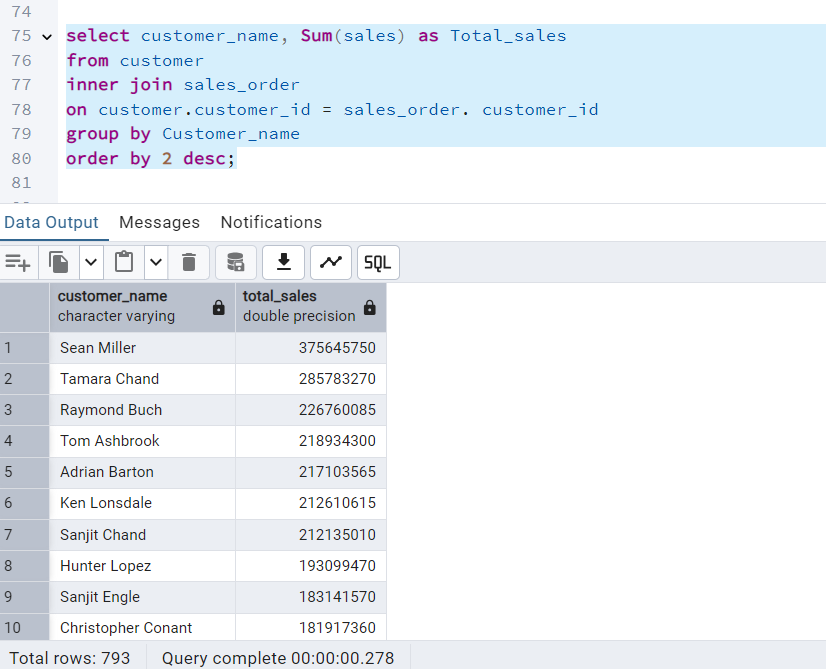 74
75 select customer_name, Sum(sales) as Total_sales
76 from customer
77 inner join sales_order
78 on customer.customer_id = sales_order. customer_id
79 group by Customer_name
80 order by 2 desc;
81
Data Output Messages Notifications
SQL
customer_name total_sales
character varying double precision
1 Sean Miller 375645750
2 Tamara Chand 285783270
3 Raymond Buch 226760085
4 Tom Ashbrook 218934300
5 Adrian Barton 217103565
6 Ken Lonsdale 212610615
7 Sanjit Chand 212135010
8 Hunter Lopez 193099470
9 Sanjit Engle 183141570
10 Christopher Conant 181917360
Total rows: 793 Query complete 00:00:00.278